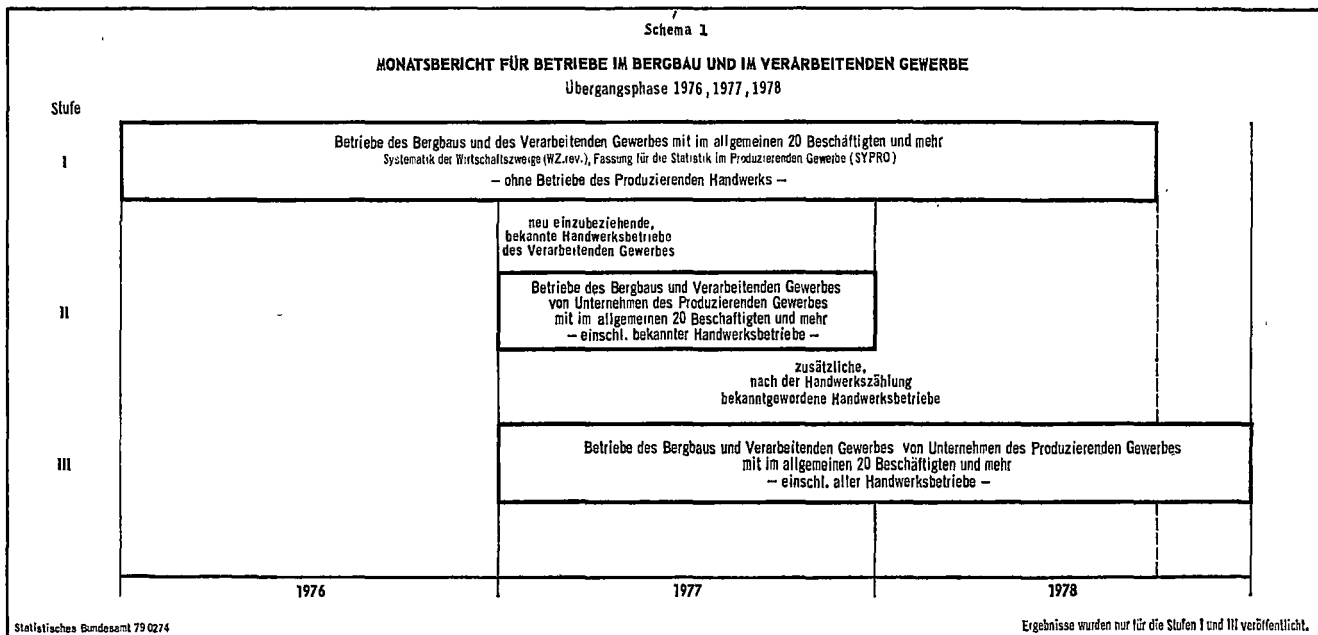 Schema 1
MONATSBERICHT FÜR BETRIEBE IM BERGBAU UND IM VERARBEITENDEN GEWERBE
Übergangsphase 1976, 1977, 1978
Stufe
I
Betriebe des Bergbaus und des Verarbeitenden Gewerbes mit im allgemeinen 20 Beschäftigten und mehr
Systematik der Wirtschaftszweige (WZ.rev.), Fassung für die Statistik im Produzierenden Gewerbe (SYPRO)
– ohne Betriebe des Produzierenden Handwerks –
neu einzubeziehende,
bekannte Handwerksbetriebe
des Verarbeitenden Gewerbes
II
Betriebe des Bergbaus und Verarbeitenden Gewerbes
von Unternehmen des Produzierenden Gewerbes
mit im allgemeinen 20 Beschaftigten und mehr
– einschl. bekannter Handwerksbetriebe –
zusätzliche,
nach der Handwerkszählung
bekanntgewordene Handwerksbetriebe
III
Betriebe des Bergbaus und Verarbeitenden Gewerbes von Unternehmen des Produzierenden Gewerbes
mit im allgemeinen 20 Beschäftigten und mehr
– einschl. aller Handwerksbetriebe –
1976
1977
1978
Statistisches Bundesamt 79 0274
Ergebnisse wurden nur für die Stufen I und III veröffentlicht.